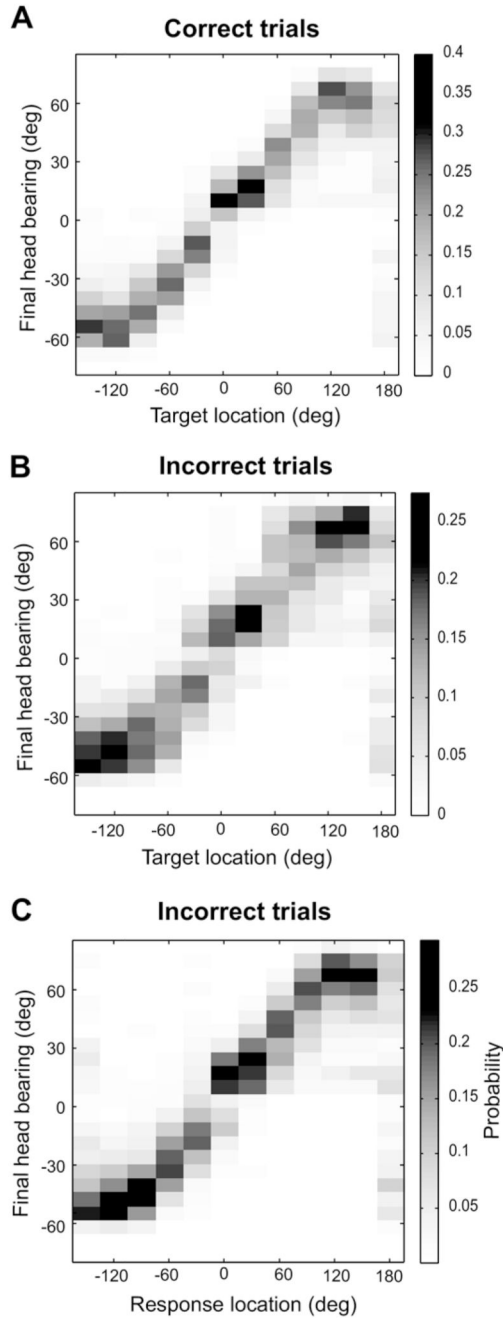 A
Correct trials
Final head bearing (deg)
60
30
0
-30
-60
-120 -60 0 60 120 180
Target location (deg)
0.4
0.35
0.3
0.25
0.2
0.15
0.1
0.05
0
B
Incorrect trials
Final head bearing (deg)
60
30
0
-30
-60
-120 -60 0 60 120 180
Target location (deg)
0.25
0.2
0.15
0.1
0.05
0
C
Incorrect trials
Final head bearing (deg)
60
30
0
-30
-60
-120 -60 0 60 120 180
Response location (deg)
0.25
0.2
0.15
0.1
0.05
Probability